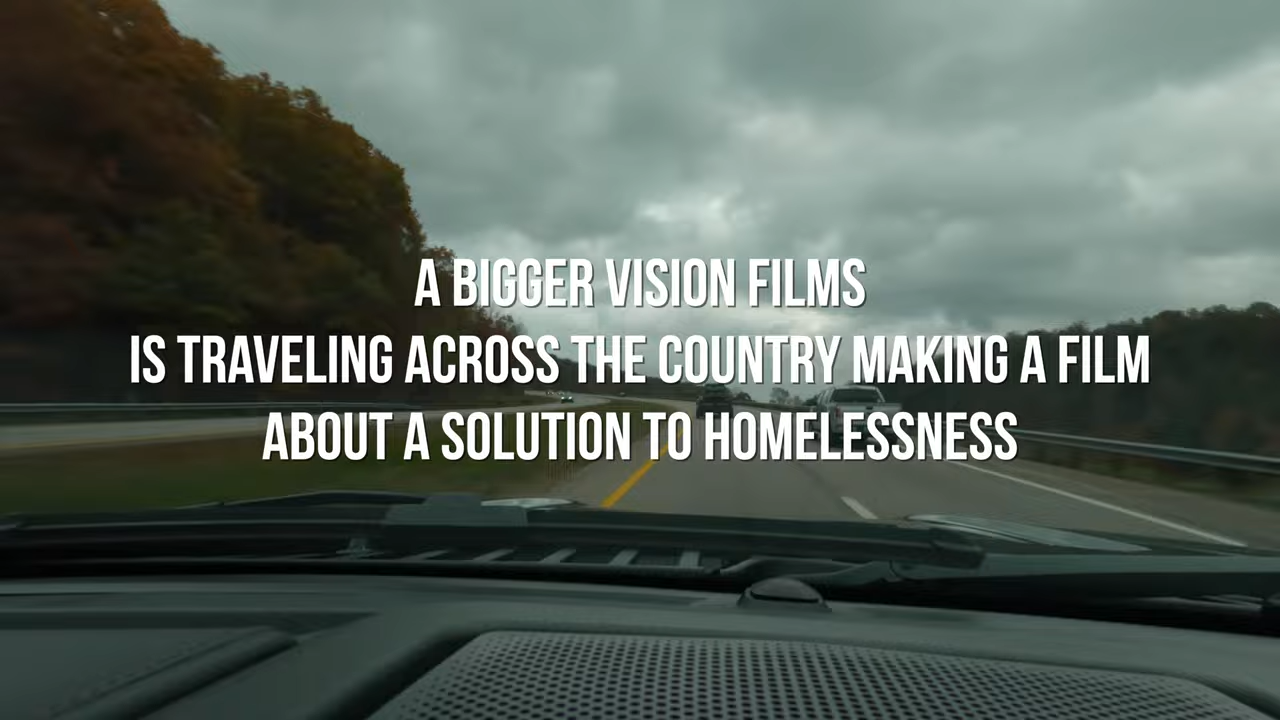 A BIGGER VISION FILMS
IS TRAVELING ACROSS THE COUNTRY MAKING A FILM
ABOUT A SOLUTION TO HOMELESSNESS